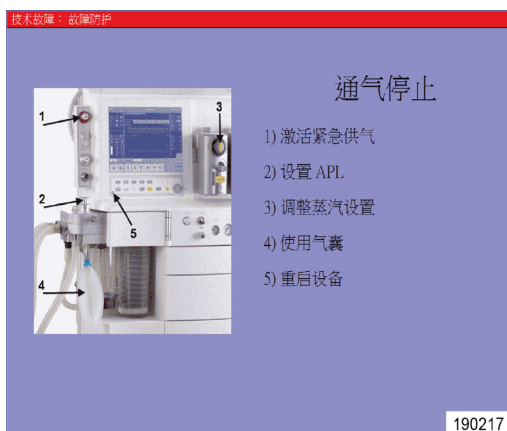 技术故障： 故障防护
通气停止
1) 激活紧急供气
2) 设置 APL
3) 调整蒸汽设置
4) 使用气囊
5) 重启设备
1
3
2
5
4
190217